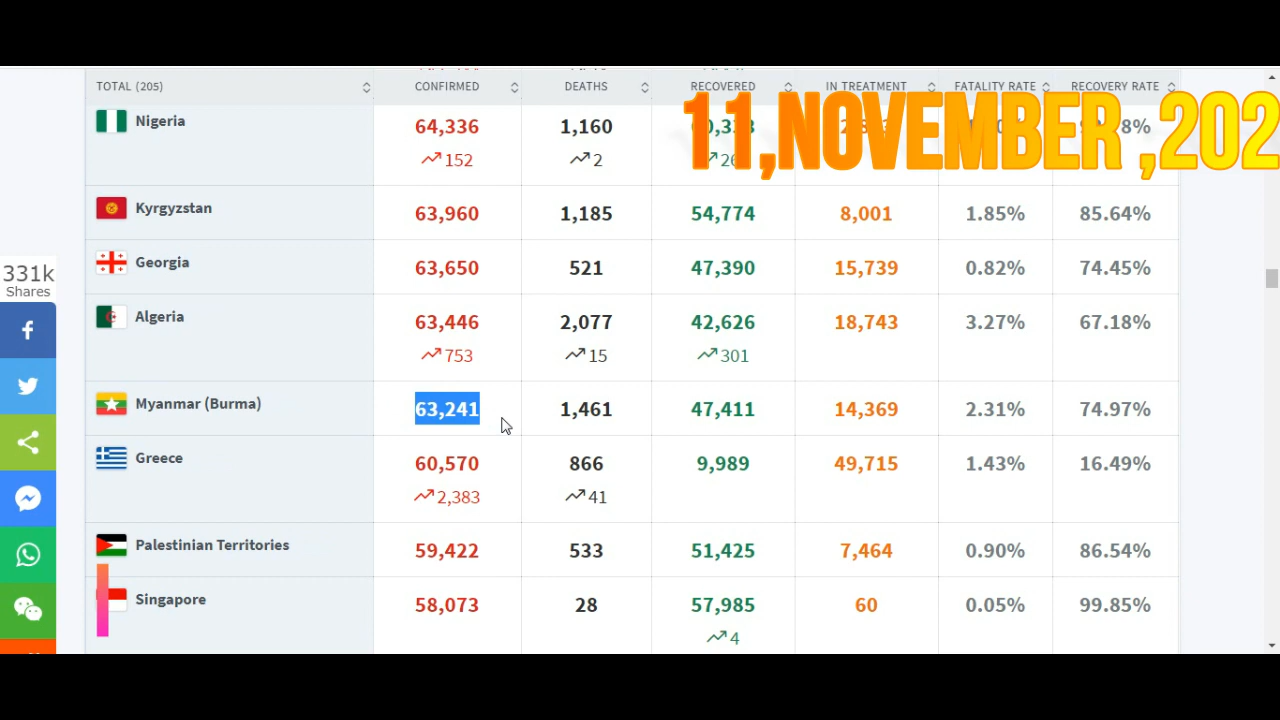 TOTAL (205) CONFIRMED DEATHS RECOVERED IN TREATMENT FATALITY RATE RECOVERY RATE
11,NOVEMBER ,202
Nigeria 64,336 1,160
152 2
Kyrgyzstan 63,960 1,185 54,774 8,001 1.85% 85.64%
Georgia 63,650 521 47,390 15,739 0.82% 74.45%
331k
Shares
Algeria 63,446 2,077 42,626 18,743 3.27% 67.18%
753 15 301
Myanmar (Burma) 63,241 1,461 47,411 14,369 2.31% 74.97%
Greece 60,570 866 9,989 49,715 1.43% 16.49%
2,383 41
Palestinian Territories 59,422 533 51,425 7,464 0.90% 86.54%
Singapore 58,073 28 57,985 60 0.05% 99.85%
4